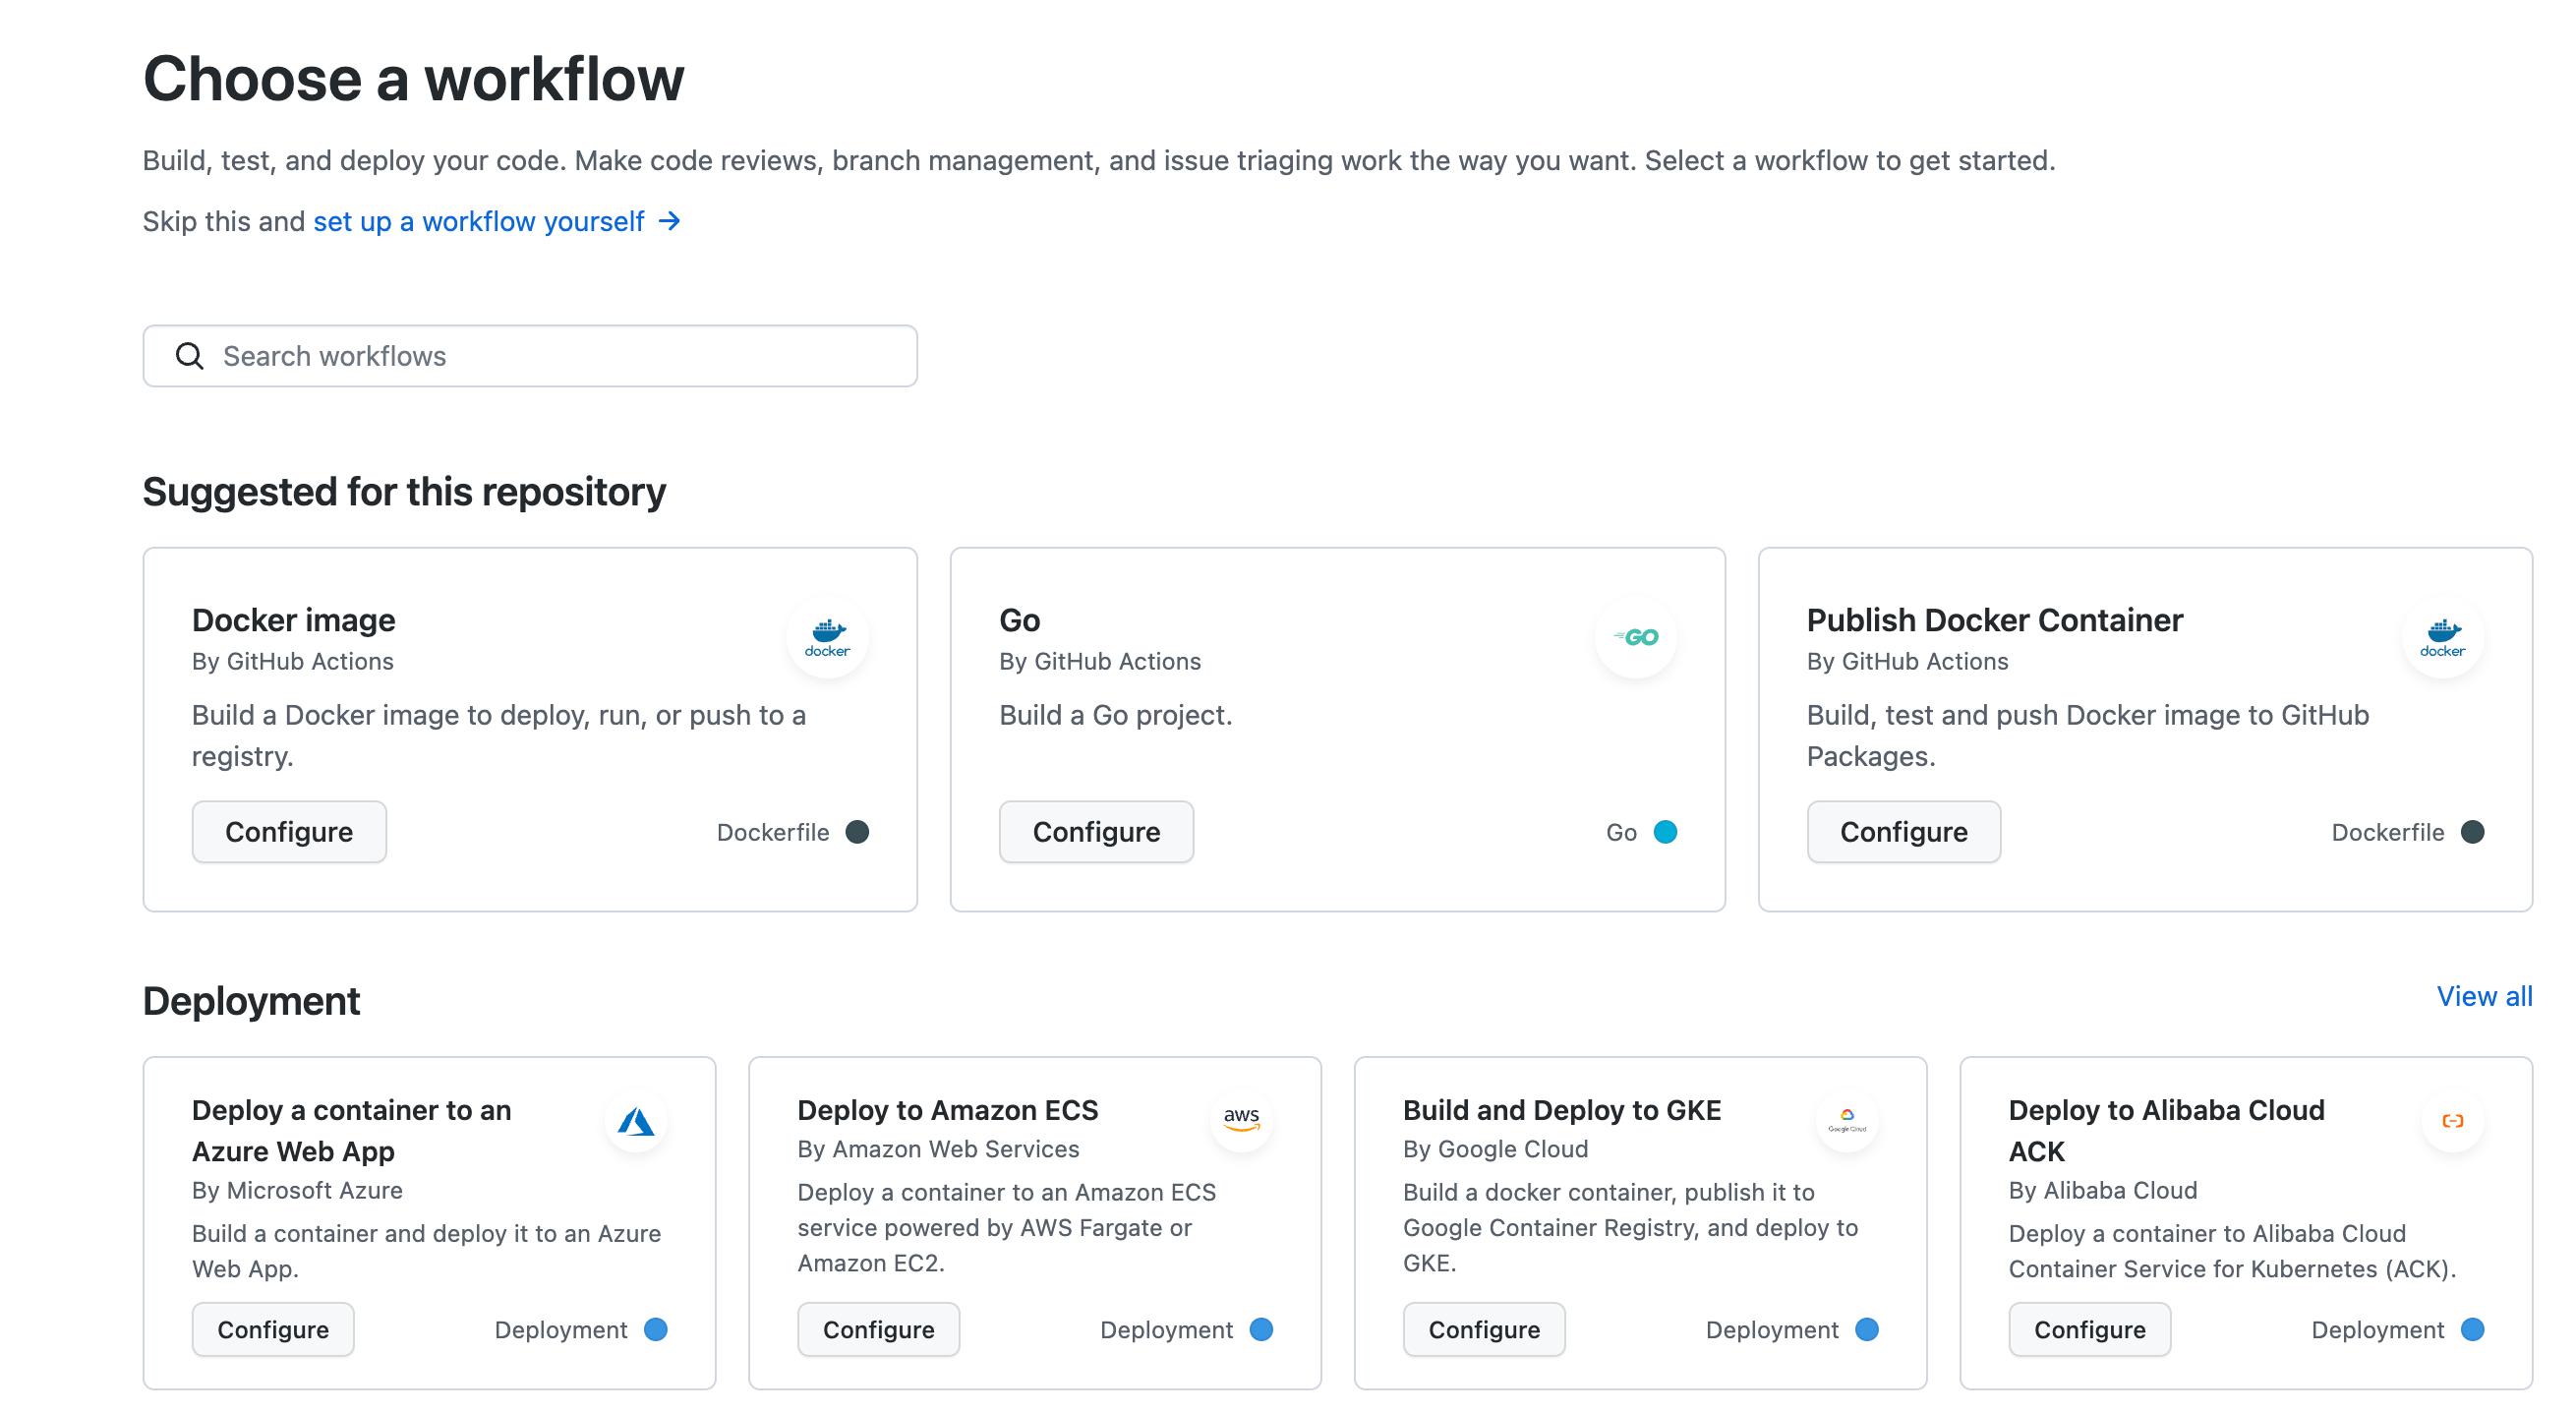 Choose a workflow
Build, test, and deploy your code. Make code reviews, branch management, and issue triaging work the way you want. Select a workflow to get started.
Skip this and set up a workflow yourself →
Search workflows
Suggested for this repository
Docker image
By GitHub Actions
Build a Docker image to deploy, run, or push to a
registry.
Configure
Dockerfile
docker
Go
By GitHub Actions
Build a Go project.
Configure
Go
GO
Publish Docker Container
By GitHub Actions
Build, test and push Docker image to GitHub
Packages.
Configure
Dockerfile
docker
Deployment
View all
Deploy a container to an
Azure Web App
By Microsoft Azure
Build a container and deploy it to an Azure
Web App.
Configure
Deployment
Deploy to Amazon ECS
By Amazon Web Services
Deploy a container to an Amazon ECS
service powered by AWS Fargate or
Amazon EC2.
Configure
Deployment
aws
Build and Deploy to GKE
By Google Cloud
Build a docker container, publish it to
Google Container Registry, and deploy to
GKE.
Configure
Deployment
Google Cloud
Deploy to Alibaba Cloud
ACK
By Alibaba Cloud
Deploy a container to Alibaba Cloud
Container Service for Kubernetes (ACK).
Configure
Deployment